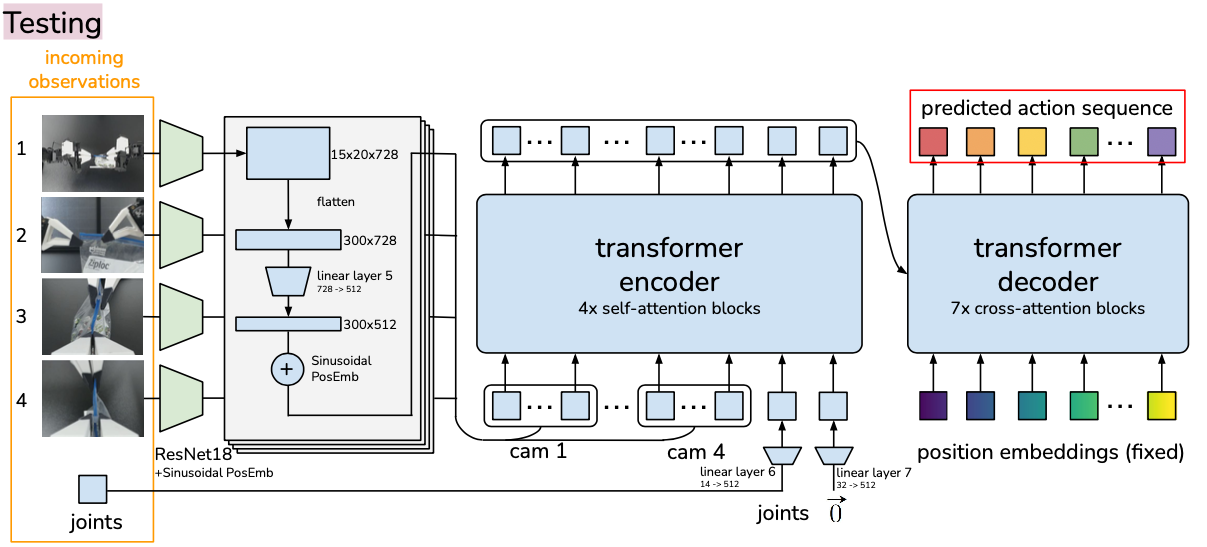 Testing
incoming
observations
1
2
3
4
Ziploc
joints
ResNet18
+Sinusoidal PosEmb
15x20x728
flatten
300x728
linear layer 5
728 -> 512
300x512
+
Sinusoidal
PosEmb
... ... ...
transformer
encoder
4x self-attention blocks
... ... ...
cam 1
cam 4
linear layer 6
14 -> 512
linear layer 7
32 -> 512
joints
0
predicted action sequence
...
transformer
decoder
7x cross-attention blocks
...
position embeddings (fixed)